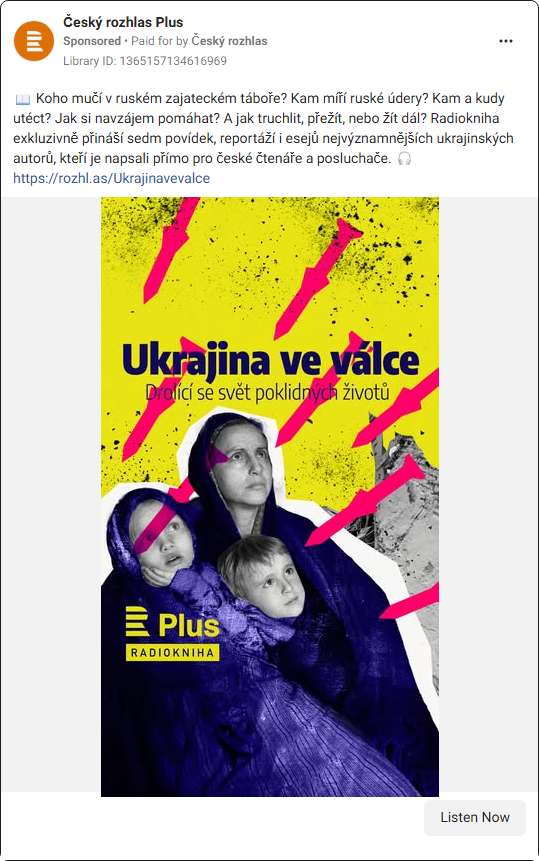 Český rozhlas Plus
Sponsored • Paid for by Český rozhlas
Library ID: 1365157134616969
📖 Koho mučí v ruském zajateckém táboře? Kam míří ruské údery? Kam a kudy
utéct? Jak si navzájem pomáhat? A jak truchlit, přežít, nebo žít dál? Radiokniha
exkluzivně přináší sedm povídek, reportáží i esejů nejvýznamnějších ukrajinských
autorů, kteří je napsali přímo pro české čtenáře a posluchače. 🎧
https://rozhl.as/Ukrajinavevalce
Ukrajina ve válce
Drolící se svět poklidných životů
Plus
RADIOKNIHA
Listen Now